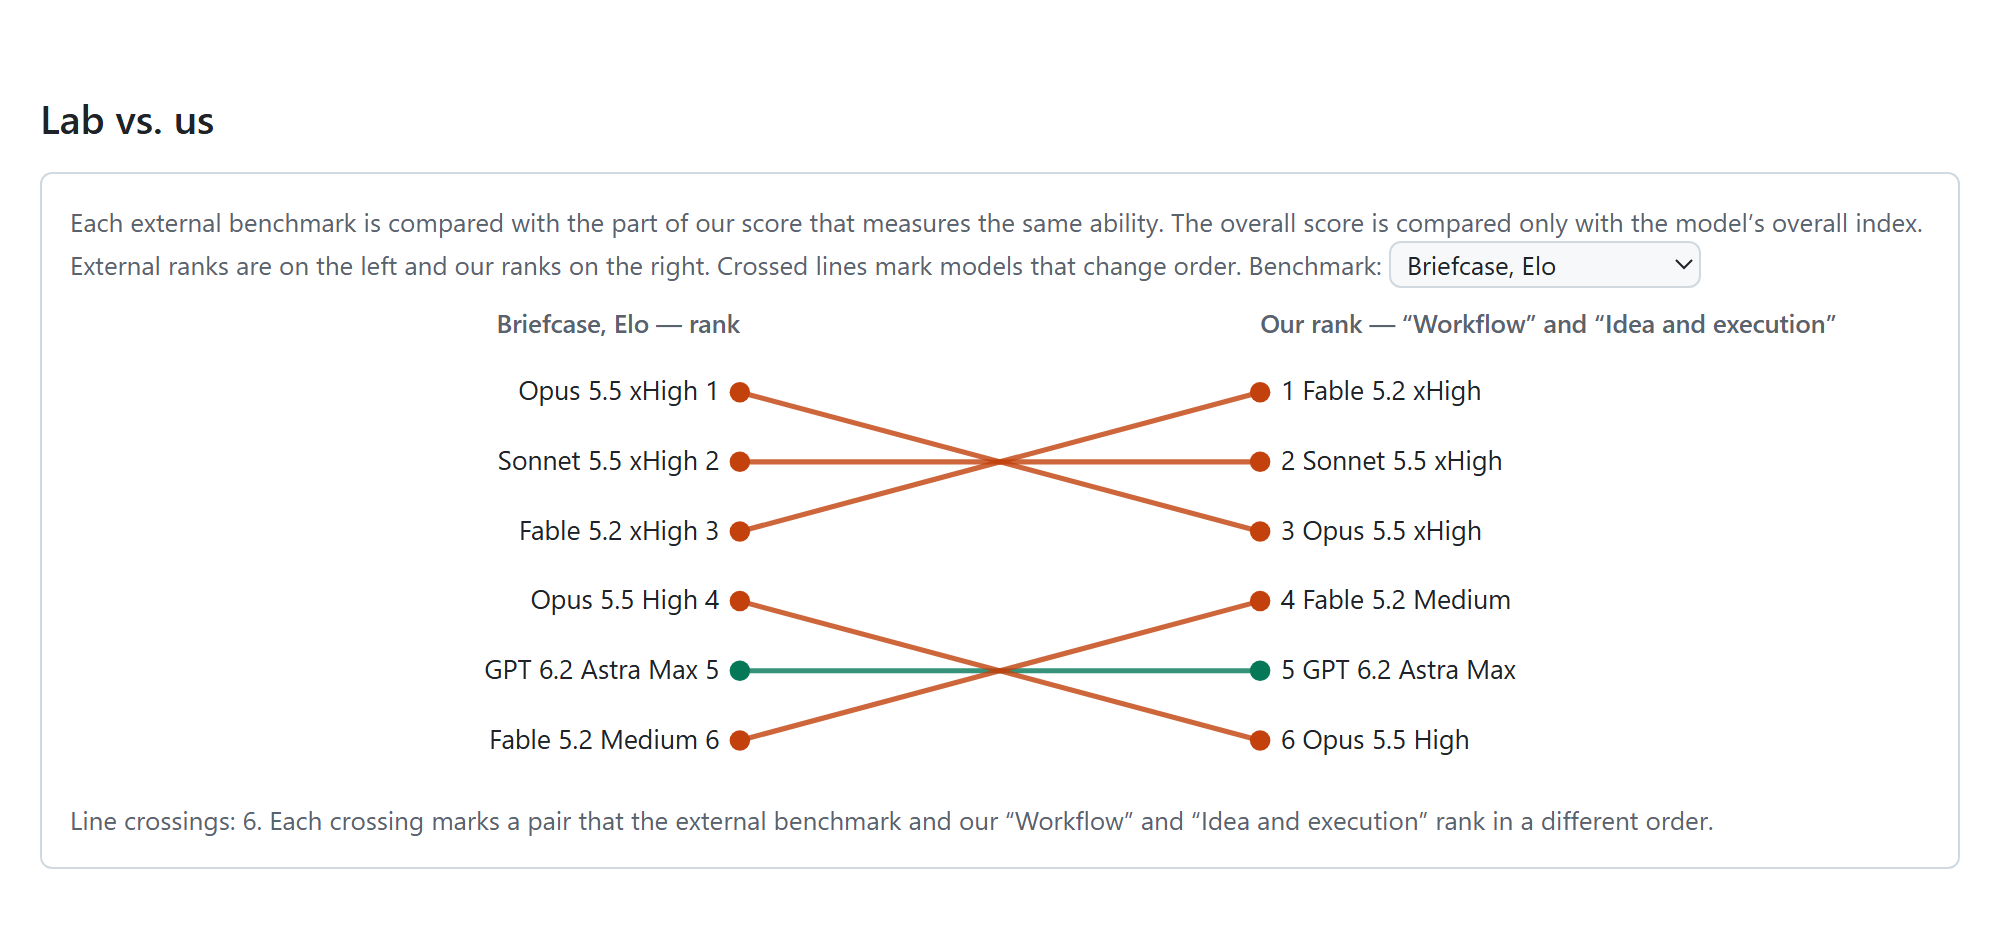 Lab vs. us
Each external benchmark is compared with the part of our score that measures the same ability. The overall score is compared only with the model’s overall index.
External ranks are on the left and our ranks on the right. Crossed lines mark models that change order. Benchmark: Briefcase, Elo
Briefcase, Elo — rank
Our rank — “Workflow” and “Idea and execution”
Opus 5.5 xHigh 1
1 Fable 5.2 xHigh
Sonnet 5.5 xHigh 2
2 Sonnet 5.5 xHigh
Fable 5.2 xHigh 3
3 Opus 5.5 xHigh
Opus 5.5 High 4
4 Fable 5.2 Medium
GPT 6.2 Astra Max 5
5 GPT 6.2 Astra Max
Fable 5.2 Medium 6
6 Opus 5.5 High
Line crossings: 6. Each crossing marks a pair that the external benchmark and our “Workflow” and “Idea and execution” rank in a different order.